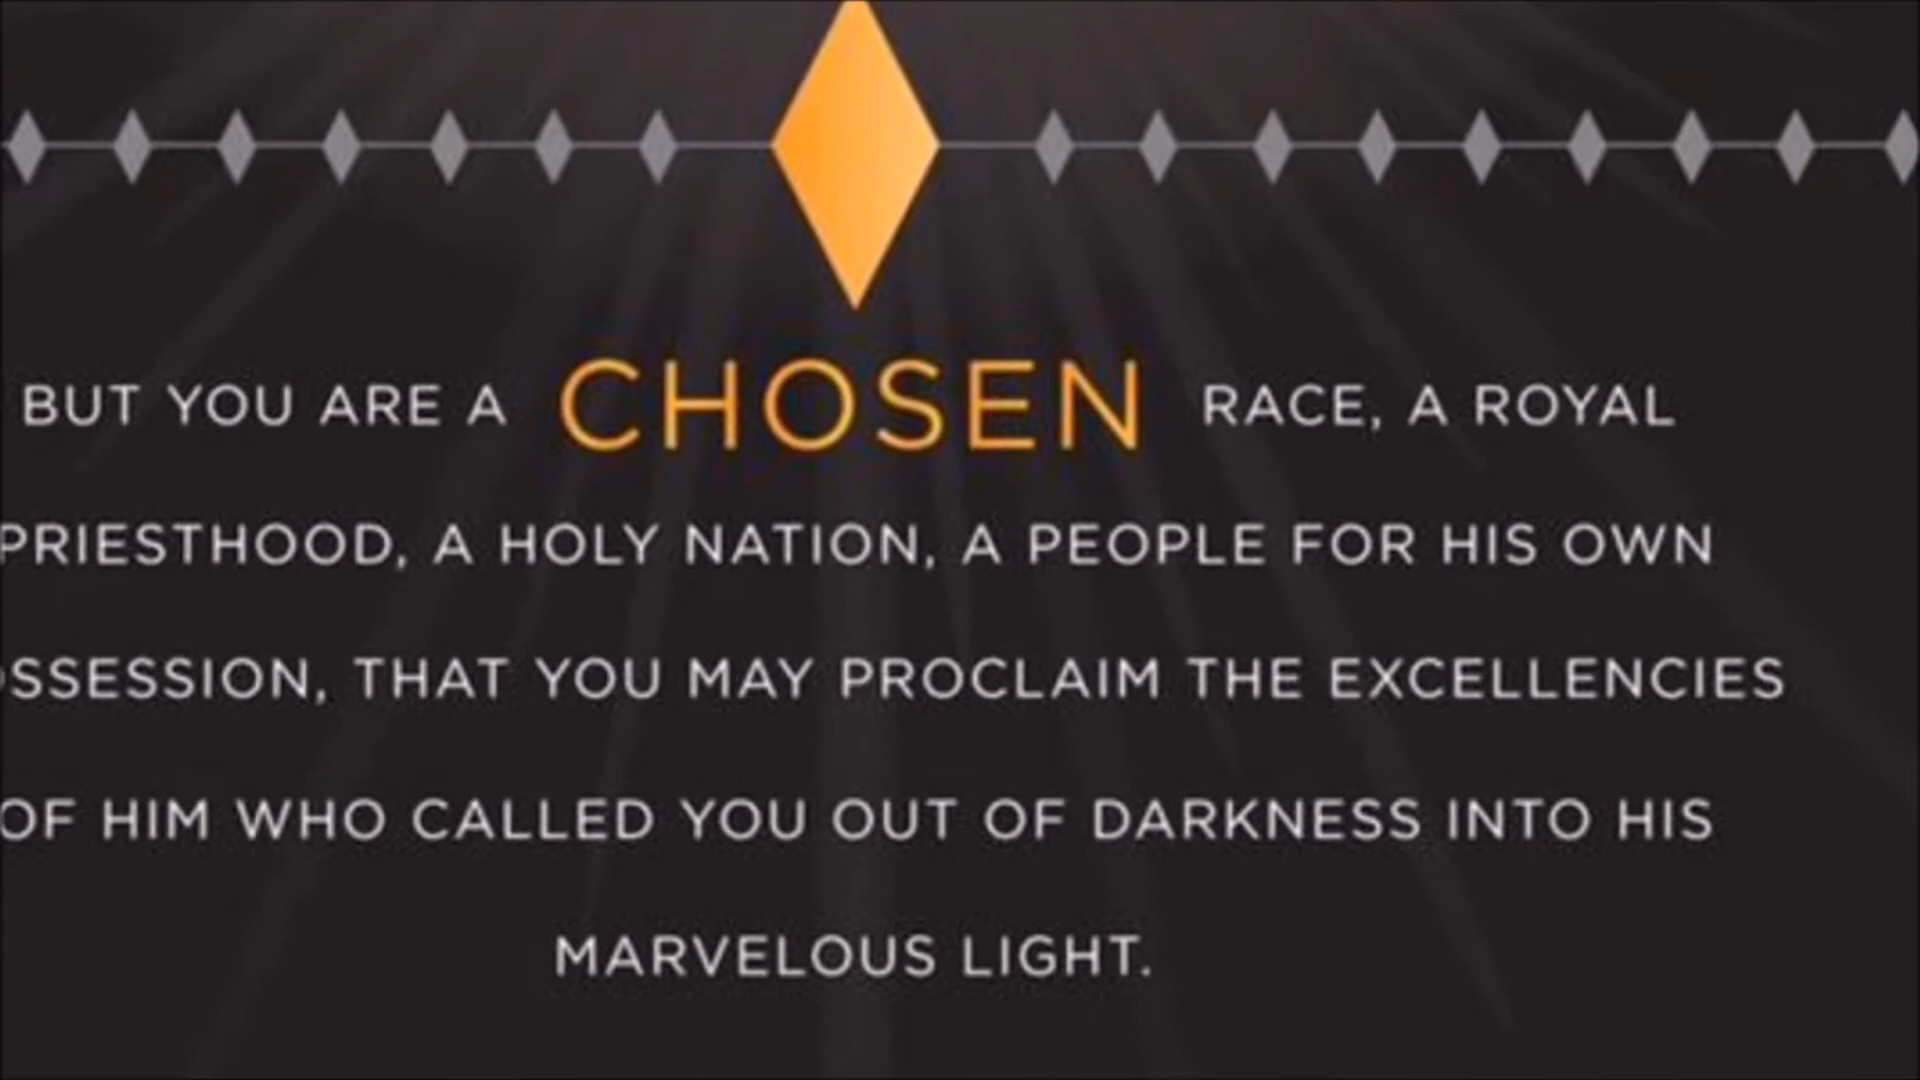 BUT YOU ARE A CHOSEN RACE, A ROYAL
PRIESTHOOD, A HOLY NATION, A PEOPLE FOR HIS OWN
OSSESSION, THAT YOU MAY PROCLAIM THE EXCELLENCIES
OF HIM WHO CALLED YOU OUT OF DARKNESS INTO HIS
MARVELOUS LIGHT.